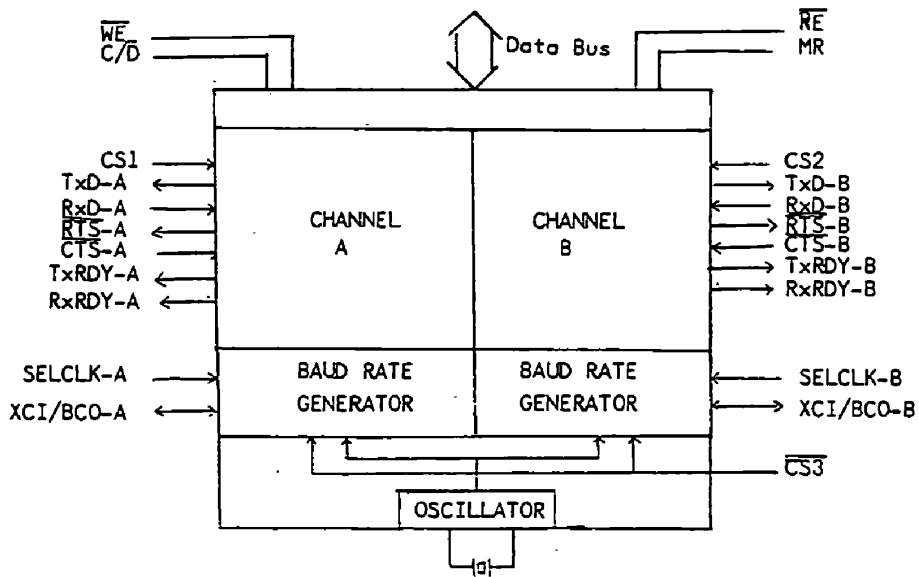 WE
C/D
Data Bus
RE
MR
CS1
TxD-A
RxD-A
RTS-A
CTS-A
TxRDY-A
RxRDY-A
CHANNEL
A
CHANNEL
B
CS2
TxD-B
RxD-B
RTS-B
CTS-B
TxRDY-B
RxRDY-B
SELCLK-A
XCI/BCO-A
BAUD RATE
GENERATOR
BAUD RATE
GENERATOR
SELCLK-B
XCI/BCO-B
CS3
OSCILLATOR